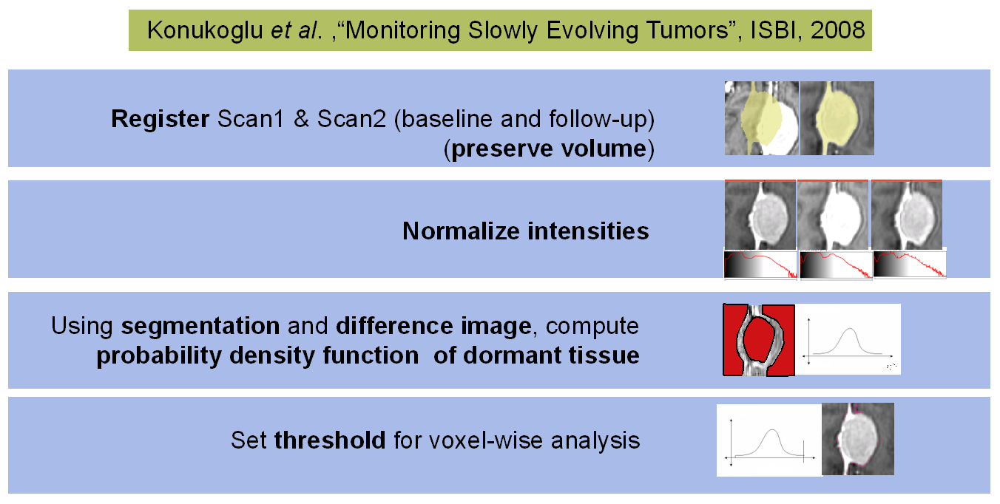 Konukoglu et al. ,“Monitoring Slowly Evolving Tumors”, ISBI, 2008
Register Scan1 & Scan2 (baseline and follow-up)
(preserve volume)
Normalize intensities
Using segmentation and difference image, compute
probability density function of dormant tissue
Set threshold for voxel-wise analysis